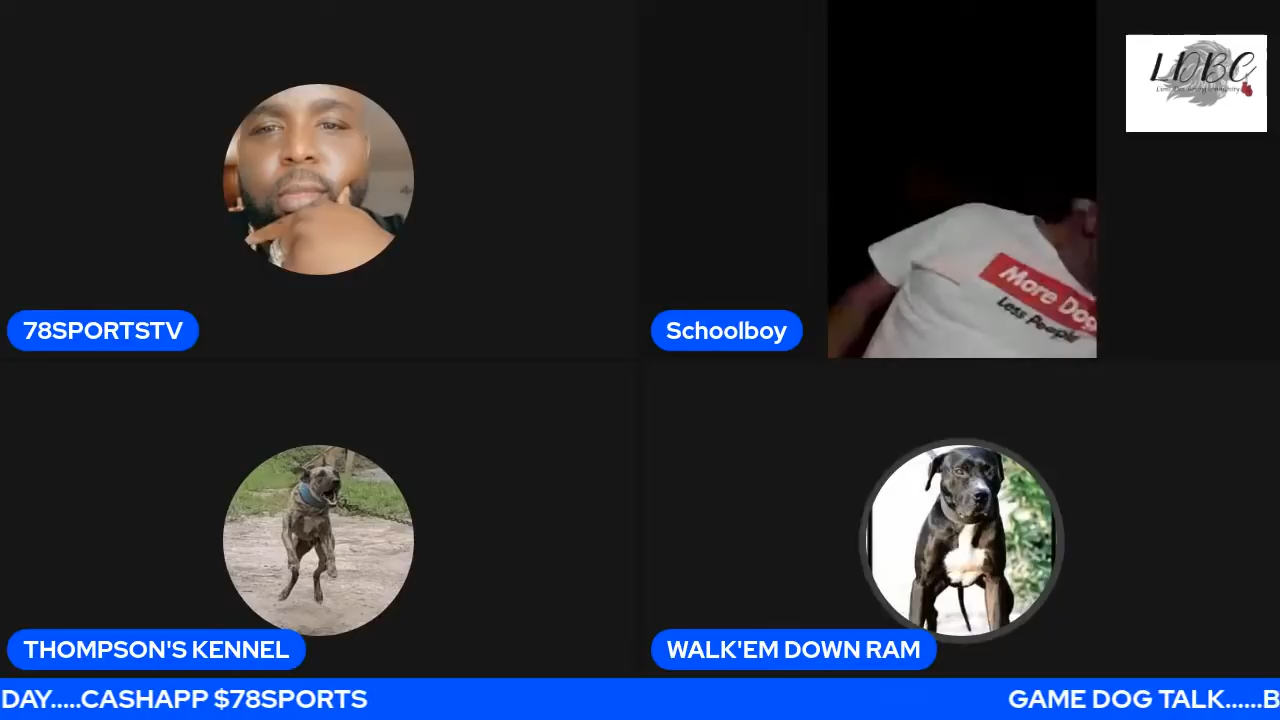 LDBC
78SPORTSTV
Schoolboy
More Dog
Less People
THOMPSON'S KENNEL
WALK'EM DOWN RAM
DAY.....CASHAPP $78SPORTS
GAME DOG TALK......B